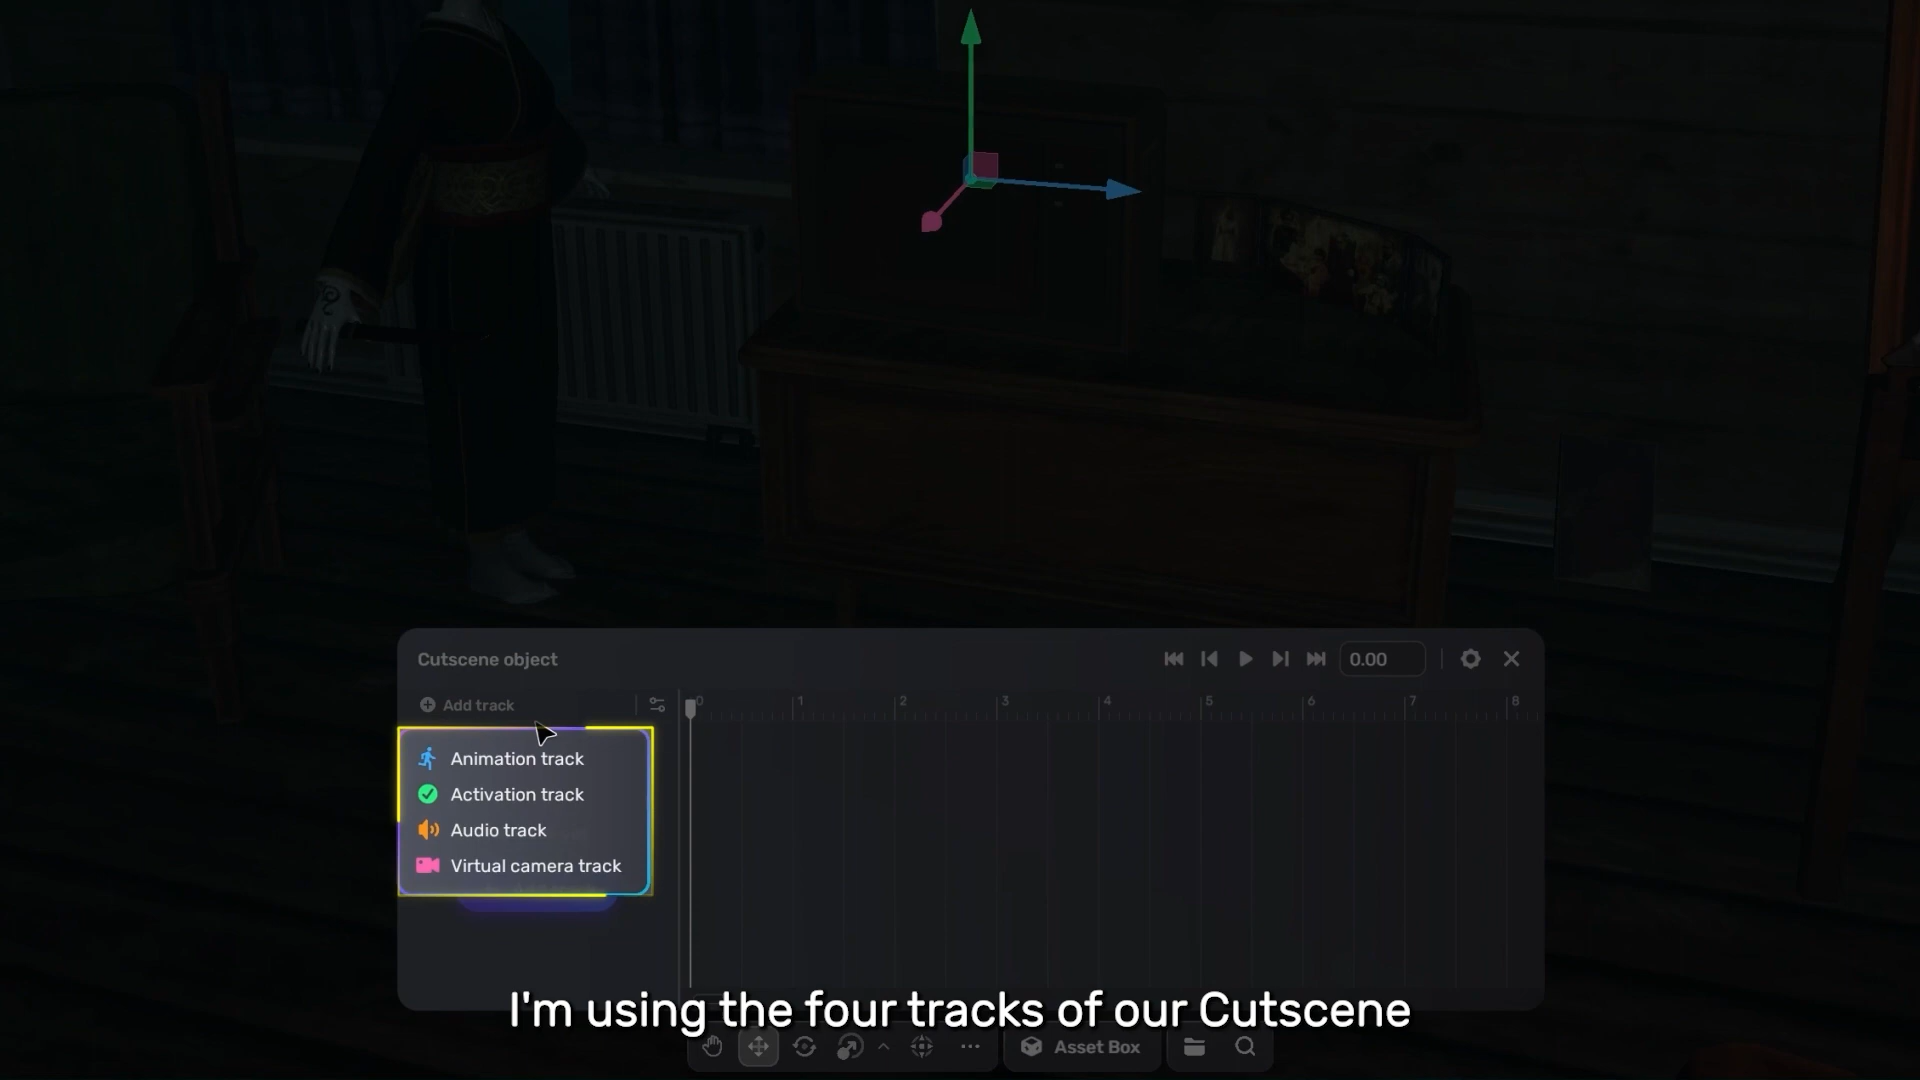 Cutscene object
0.00
Add track
0 1 2 3 4 5 6 7 8
Animation track
Activation track
Audio track
Virtual camera track
I'm using the four tracks of our Cutscene
Asset Box